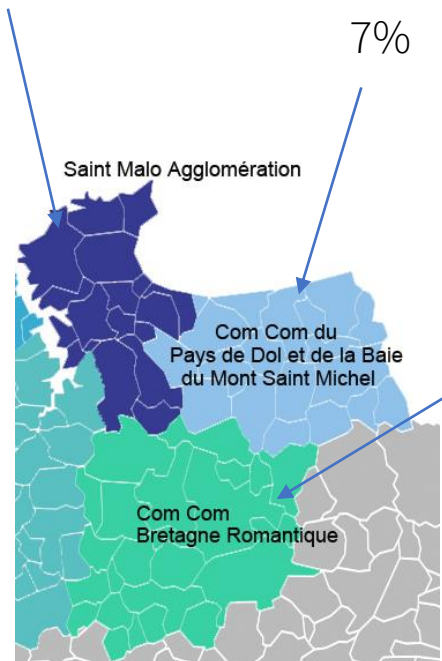 7%
Saint Malo Agglomération
Com Com du
Pays de Dol et de la Baie
du Mont Saint Michel
Com Com
Bretagne Romantique